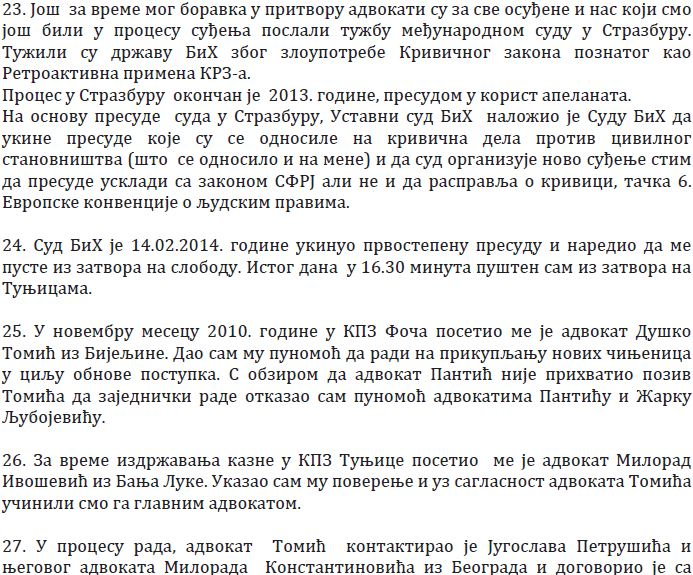 23. Још за време мог боравка у притвору адвокати су за све осуђене и нас који смо
још били у процесу суђења послали тужбу међународном суду у Стразбуру.
Тужили су државу БиХ због злоупотребе Кривичног закона познатог као
Ретроактивна примена КРЗ-а.
Процес у Стразбуру окончан је 2013. године, пресудом у корист апеланата.
На основу пресуде суда у Стразбуру, Уставни суд БиХ наложио је Суду БиХ да
укине пресуде које су се односиле на кривична дела против цивилног
становништва (што се односило и на мене) и да суд организује ново суђење стим
да пресуде усклади са законом СФРЈ али не и да расправља о кривици, тачка 6.
Европске конвенције о људским правима.
24. Суд БиХ је 14.02.2014. године укинуо првостепену пресуду и наредио да ме
пусте из затвора на слободу. Истог дана у 16.30 минута пуштен сам из затвора на
Туњицама.
25. У новембру месецу 2010. године у КПЗ Фоча посетио ме је адвокат Душко
Томић из Бијељине. Дао сам му пуномоћ да ради на прикупљању нових чињеница
у циљу обнове поступка. С обзиром да адвокат Пантић није прихватио позив
Томића да заједнички раде отказао сам пуномоћ адвокатима Пантићу и Жарку
Љубојевићу.
26. За време издржавања казне у КПЗ Туњице посетио ме је адвокат Милорад
Ивошевић из Бања Луке. Указао сам му поверење и уз сагласност адвоката Томића
учинили смо га главним адвокатом.
27. У процесу рада, адвокат Томић контактирао је Југослава Петрушића и
његовог адвоката Милорада Константиновића из Београда и договорио је са